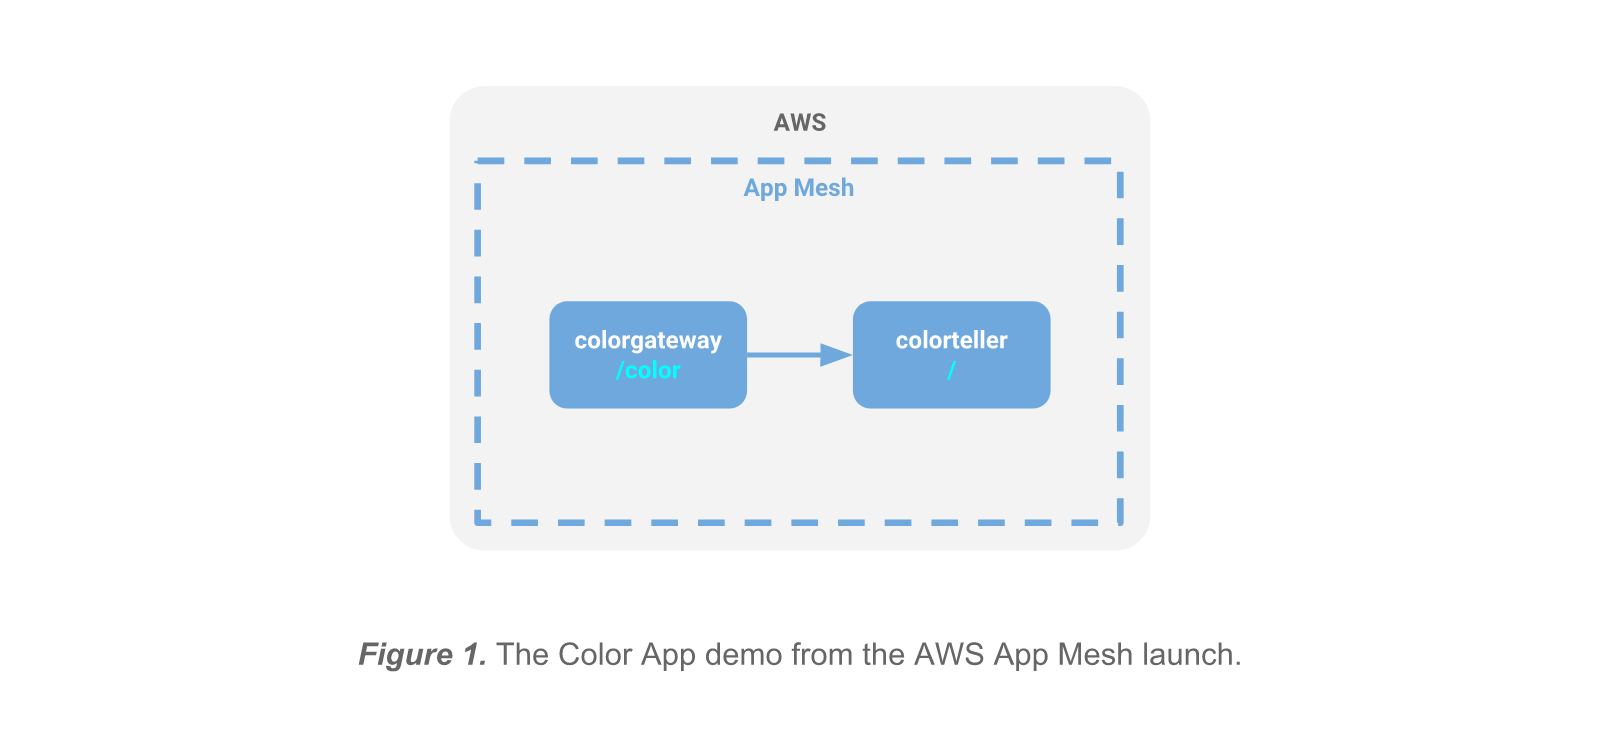 AWS
App Mesh
colorgateway
/color
colorteller
/
Figure 1. The Color App demo from the AWS App Mesh launch.